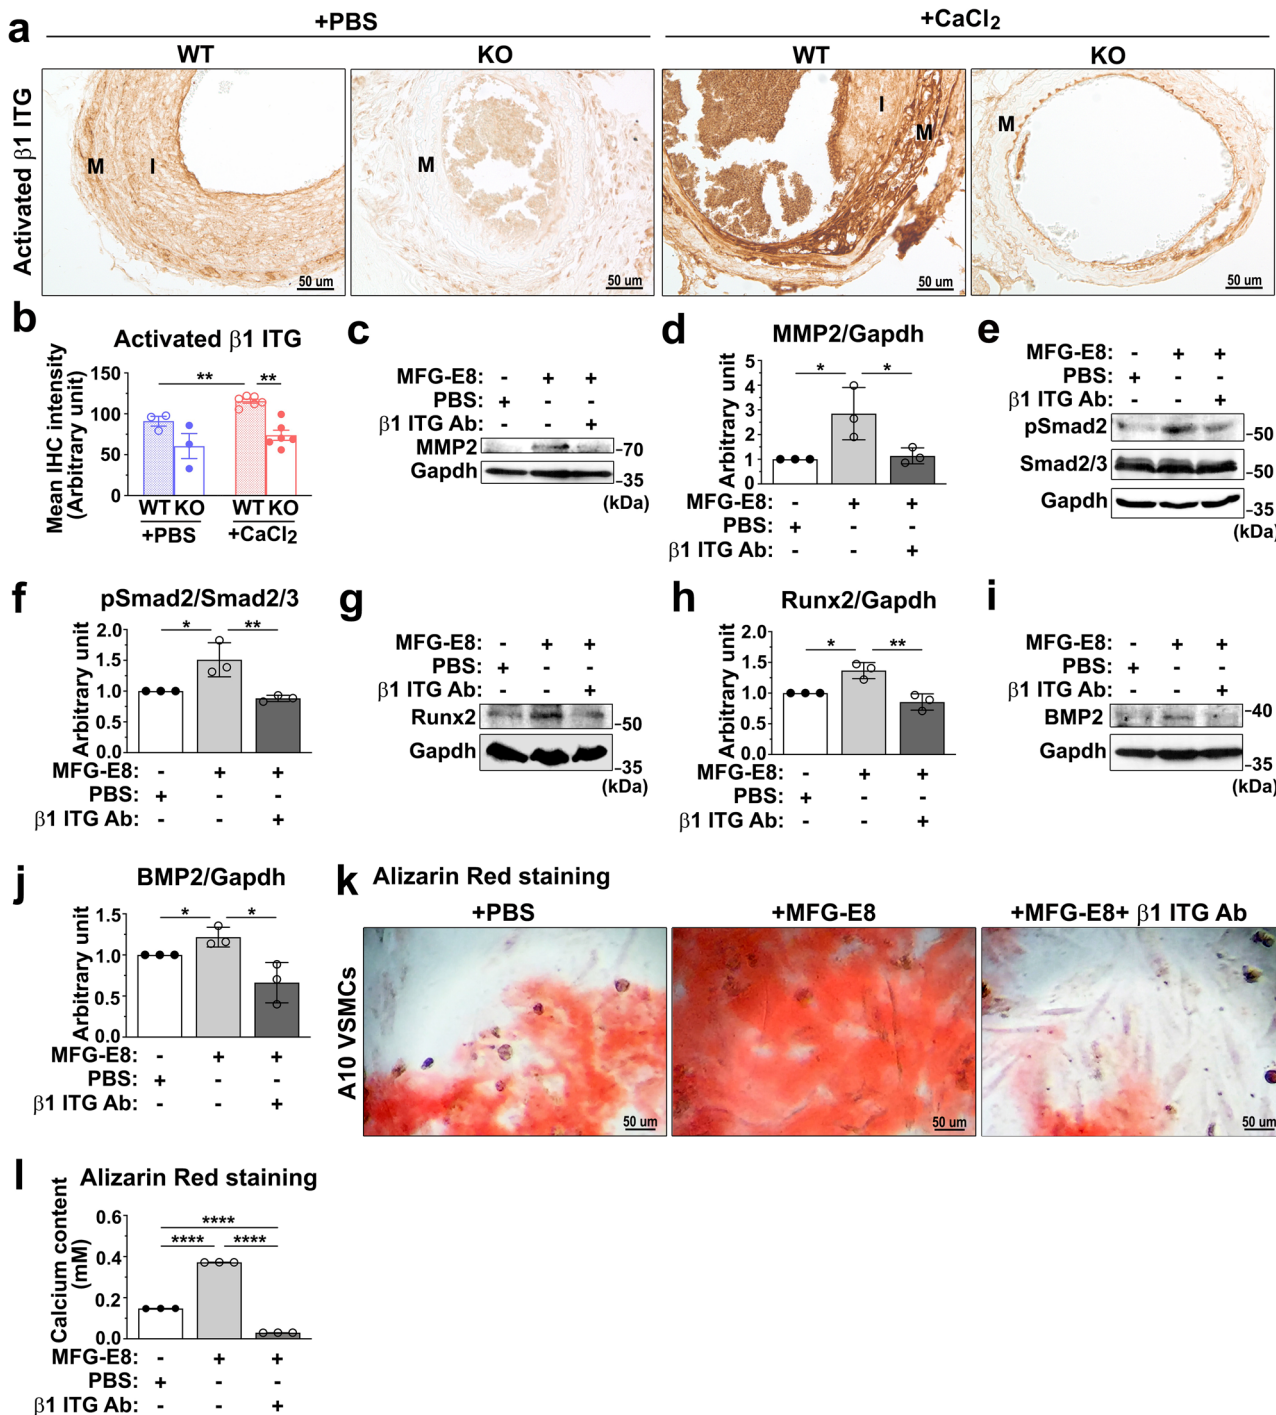 a
+PBS
+CaCl2
WT
KO
WT
KO
Activated β1 ITG
M
I
50 um
M
50 um
I
M
50 um
M
50 um
b
Activated β1 ITG
Mean IHC intensity
(Arbitrary unit)
150
100
50
0
**
**
WT KO
WT KO
+PBS
+CaCl2
c
MFG-E8: - + +
PBS: + - -
β1 ITG Ab: - - +
MMP2
-70
Gapdh
-35
(kDa)
d
MMP2/Gapdh
Arbitrary unit
5
4
3
2
1
0
*
*
MFG-E8: - + +
PBS: + - -
β1 ITG Ab: - - +
e
MFG-E8: - + +
PBS: + - -
β1 ITG Ab: - - +
pSmad2
-50
Smad2/3
-50
Gapdh
-35
(kDa)
f
pSmad2/Smad2/3
Arbitrary unit
2.0
1.5
1.0
0.5
0.0
*
**
MFG-E8: - + +
PBS: + - -
β1 ITG Ab: - - +
g
MFG-E8: - + +
PBS: + - -
β1 ITG Ab: - - +
Runx2
-50
Gapdh
-35
(kDa)
h
Runx2/Gapdh
Arbitrary unit
2.0
1.5
1.0
0.5
0.0
*
**
MFG-E8: - + +
PBS: + - -
β1 ITG Ab: - - +
i
MFG-E8: - + +
PBS: + - -
β1 ITG Ab: - - +
BMP2
-40
Gapdh
-35
(kDa)
j
BMP2/Gapdh
Arbitrary unit
1.5
1.0
0.5
0.0
*
*
MFG-E8: - + +
PBS: + - -
β1 ITG Ab: - - +
k
Alizarin Red staining
+PBS
+MFG-E8
+MFG-E8+ β1 ITG Ab
A10 VSMCs
50 um
50 um
50 um
l
Alizarin Red staining
Calcium content
(mM)
0.6
0.4
0.2
0.0
****
****
****
MFG-E8: - + +
PBS: + - -
β1 ITG Ab: - - +